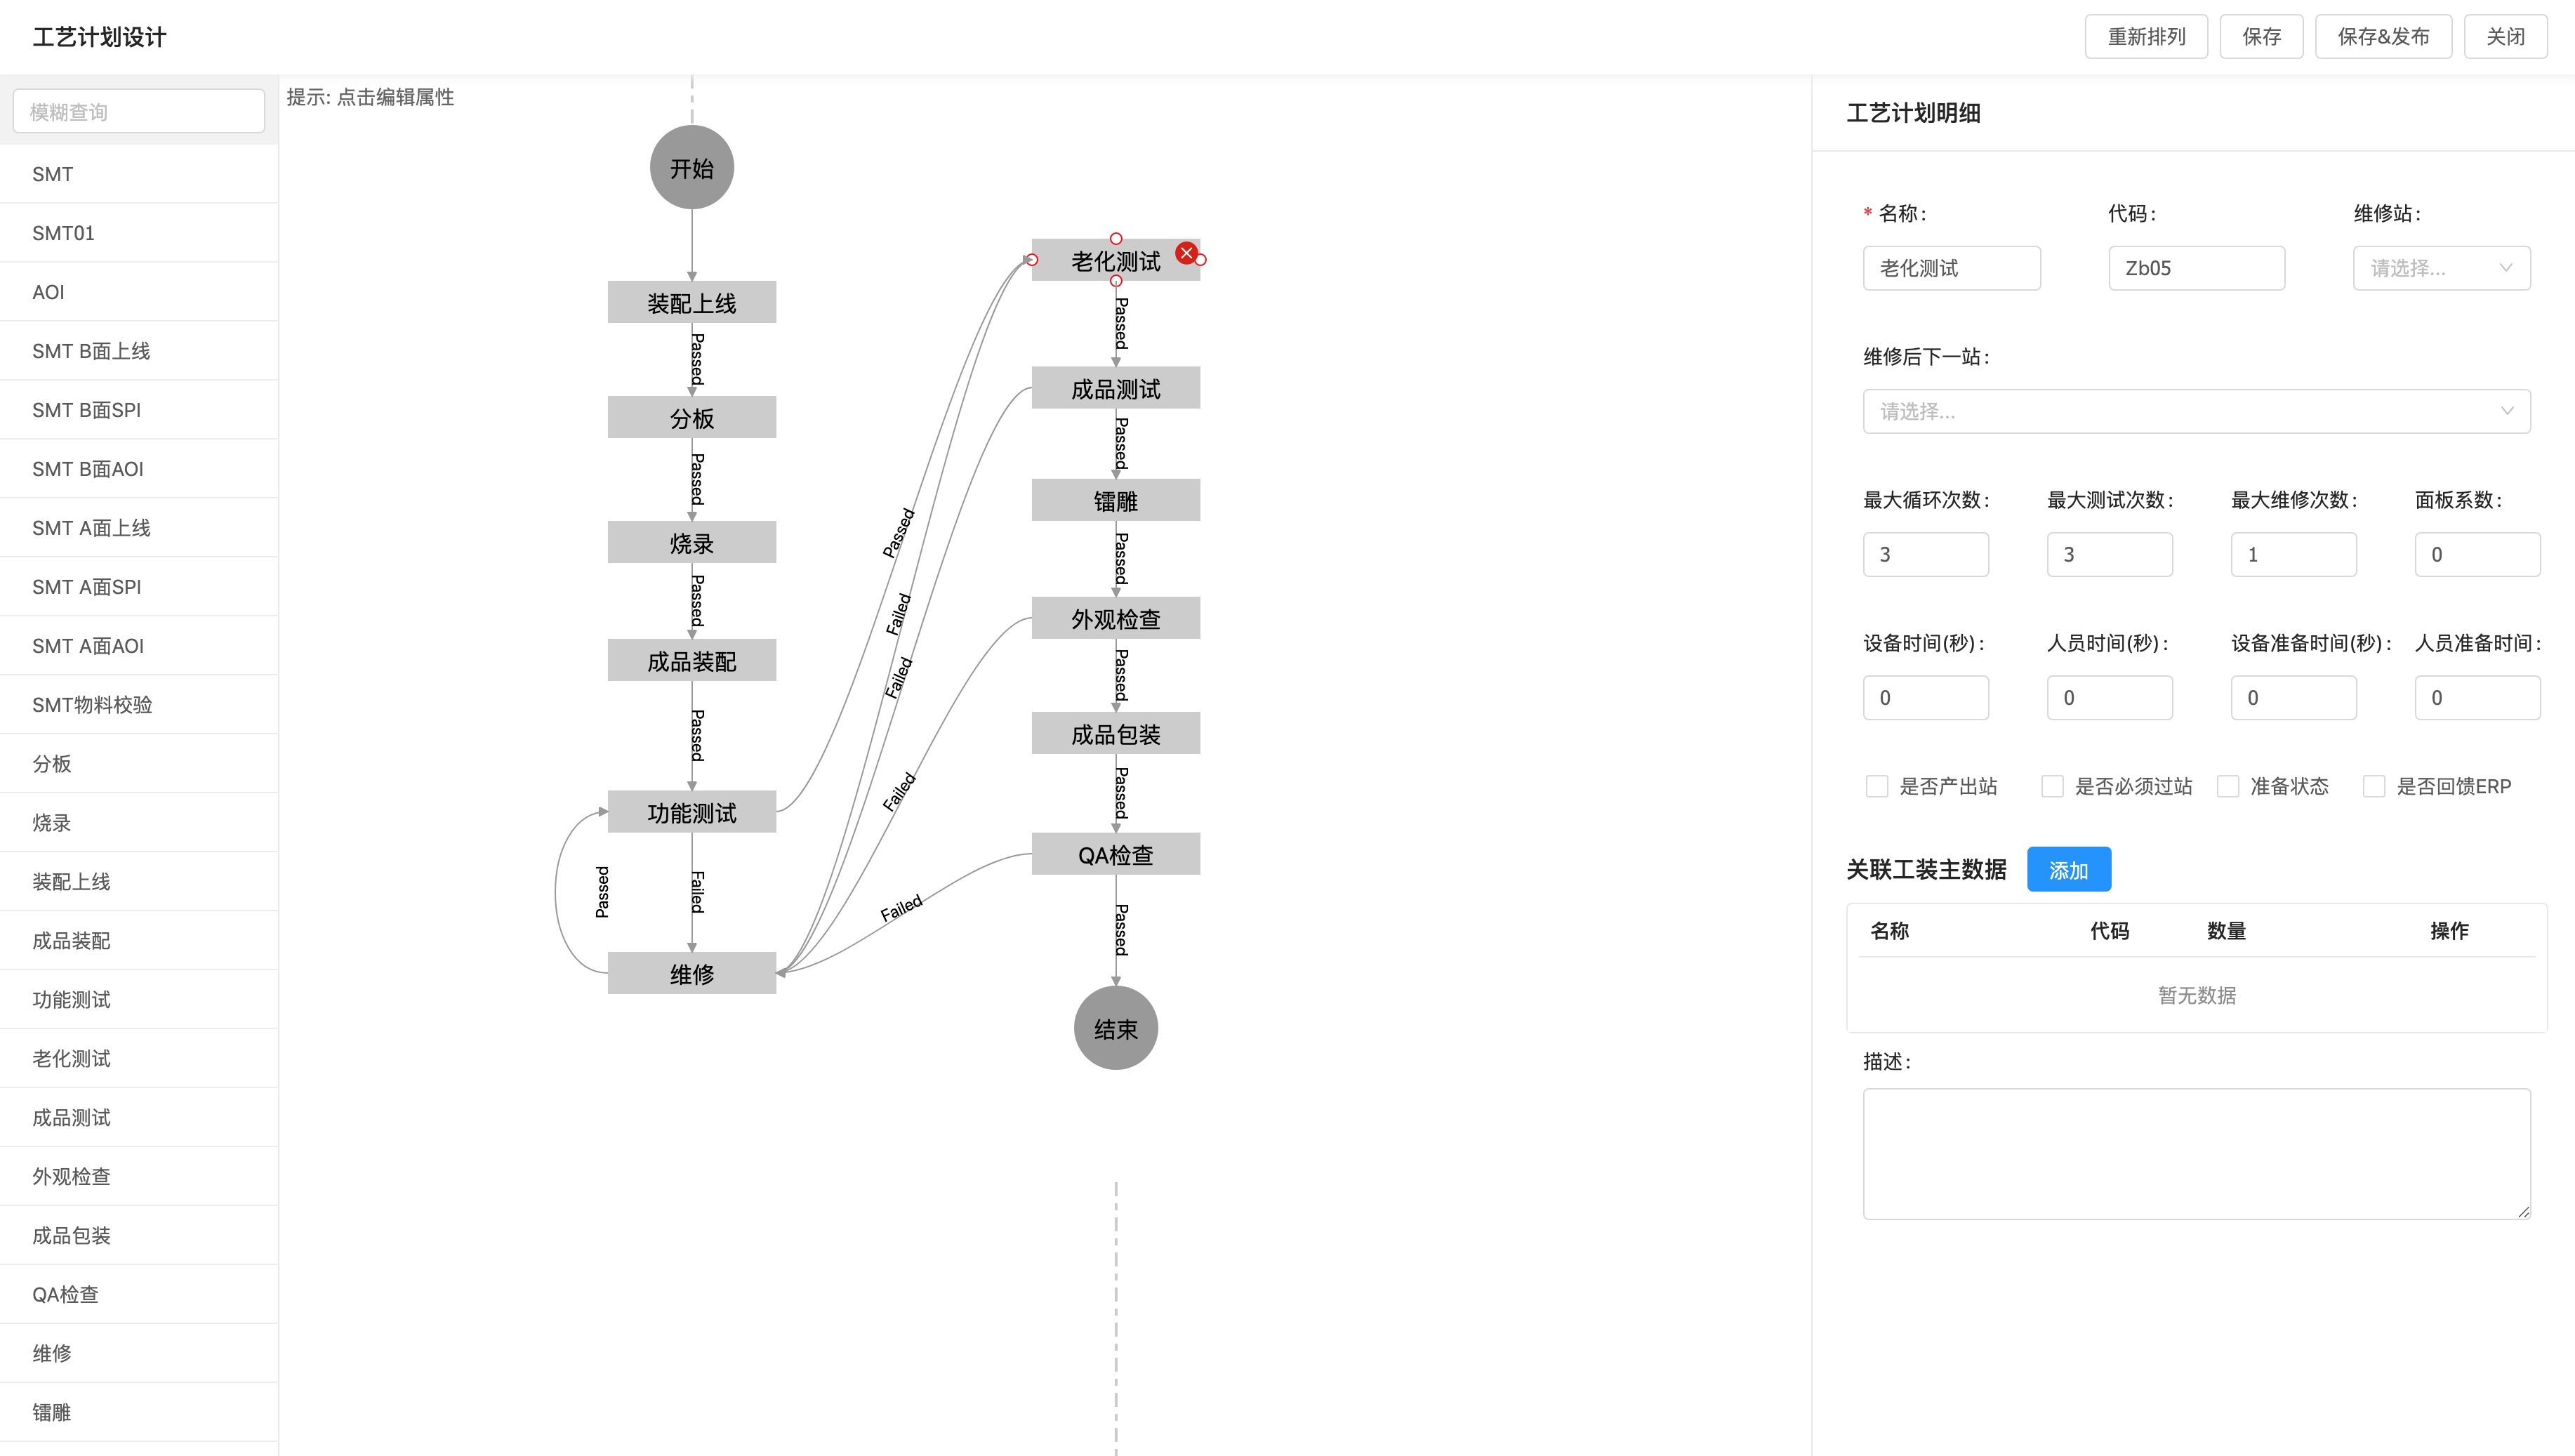 工艺计划设计
重新排列
保存
保存&发布
关闭
模糊查询
SMT
SMT01
AOI
SMT B面上线
SMT B面SPI
SMT B面AOI
SMT A面上线
SMT A面SPI
SMT A面AOI
SMT物料校验
分板
烧录
装配上线
成品装配
功能测试
老化测试
成品测试
外观检查
成品包装
QA检查
维修
镭雕
提示: 点击编辑属性
开始
装配上线
Passed
分板
Passed
烧录
Passed
成品装配
Passed
功能测试
Passed
Failed
维修
Passed
Failed
Failed
Failed
Failed
老化测试
Passed
成品测试
Passed
镭雕
Passed
外观检查
Passed
成品包装
Passed
QA检查
Passed
结束
工艺计划明细
* 名称: 代码: 维修站:
老化测试 Zb05 请选择...
维修后下一站:
请选择...
最大循环次数: 最大测试次数: 最大维修次数: 面板系数:
3 3 1 0
设备时间(秒): 人员时间(秒): 设备准备时间(秒): 人员准备时间:
0 0 0 0
是否产出站 是否必须过站 准备状态 是否回馈ERP
关联工装主数据 添加
名称 代码 数量 操作
暂无数据
描述: